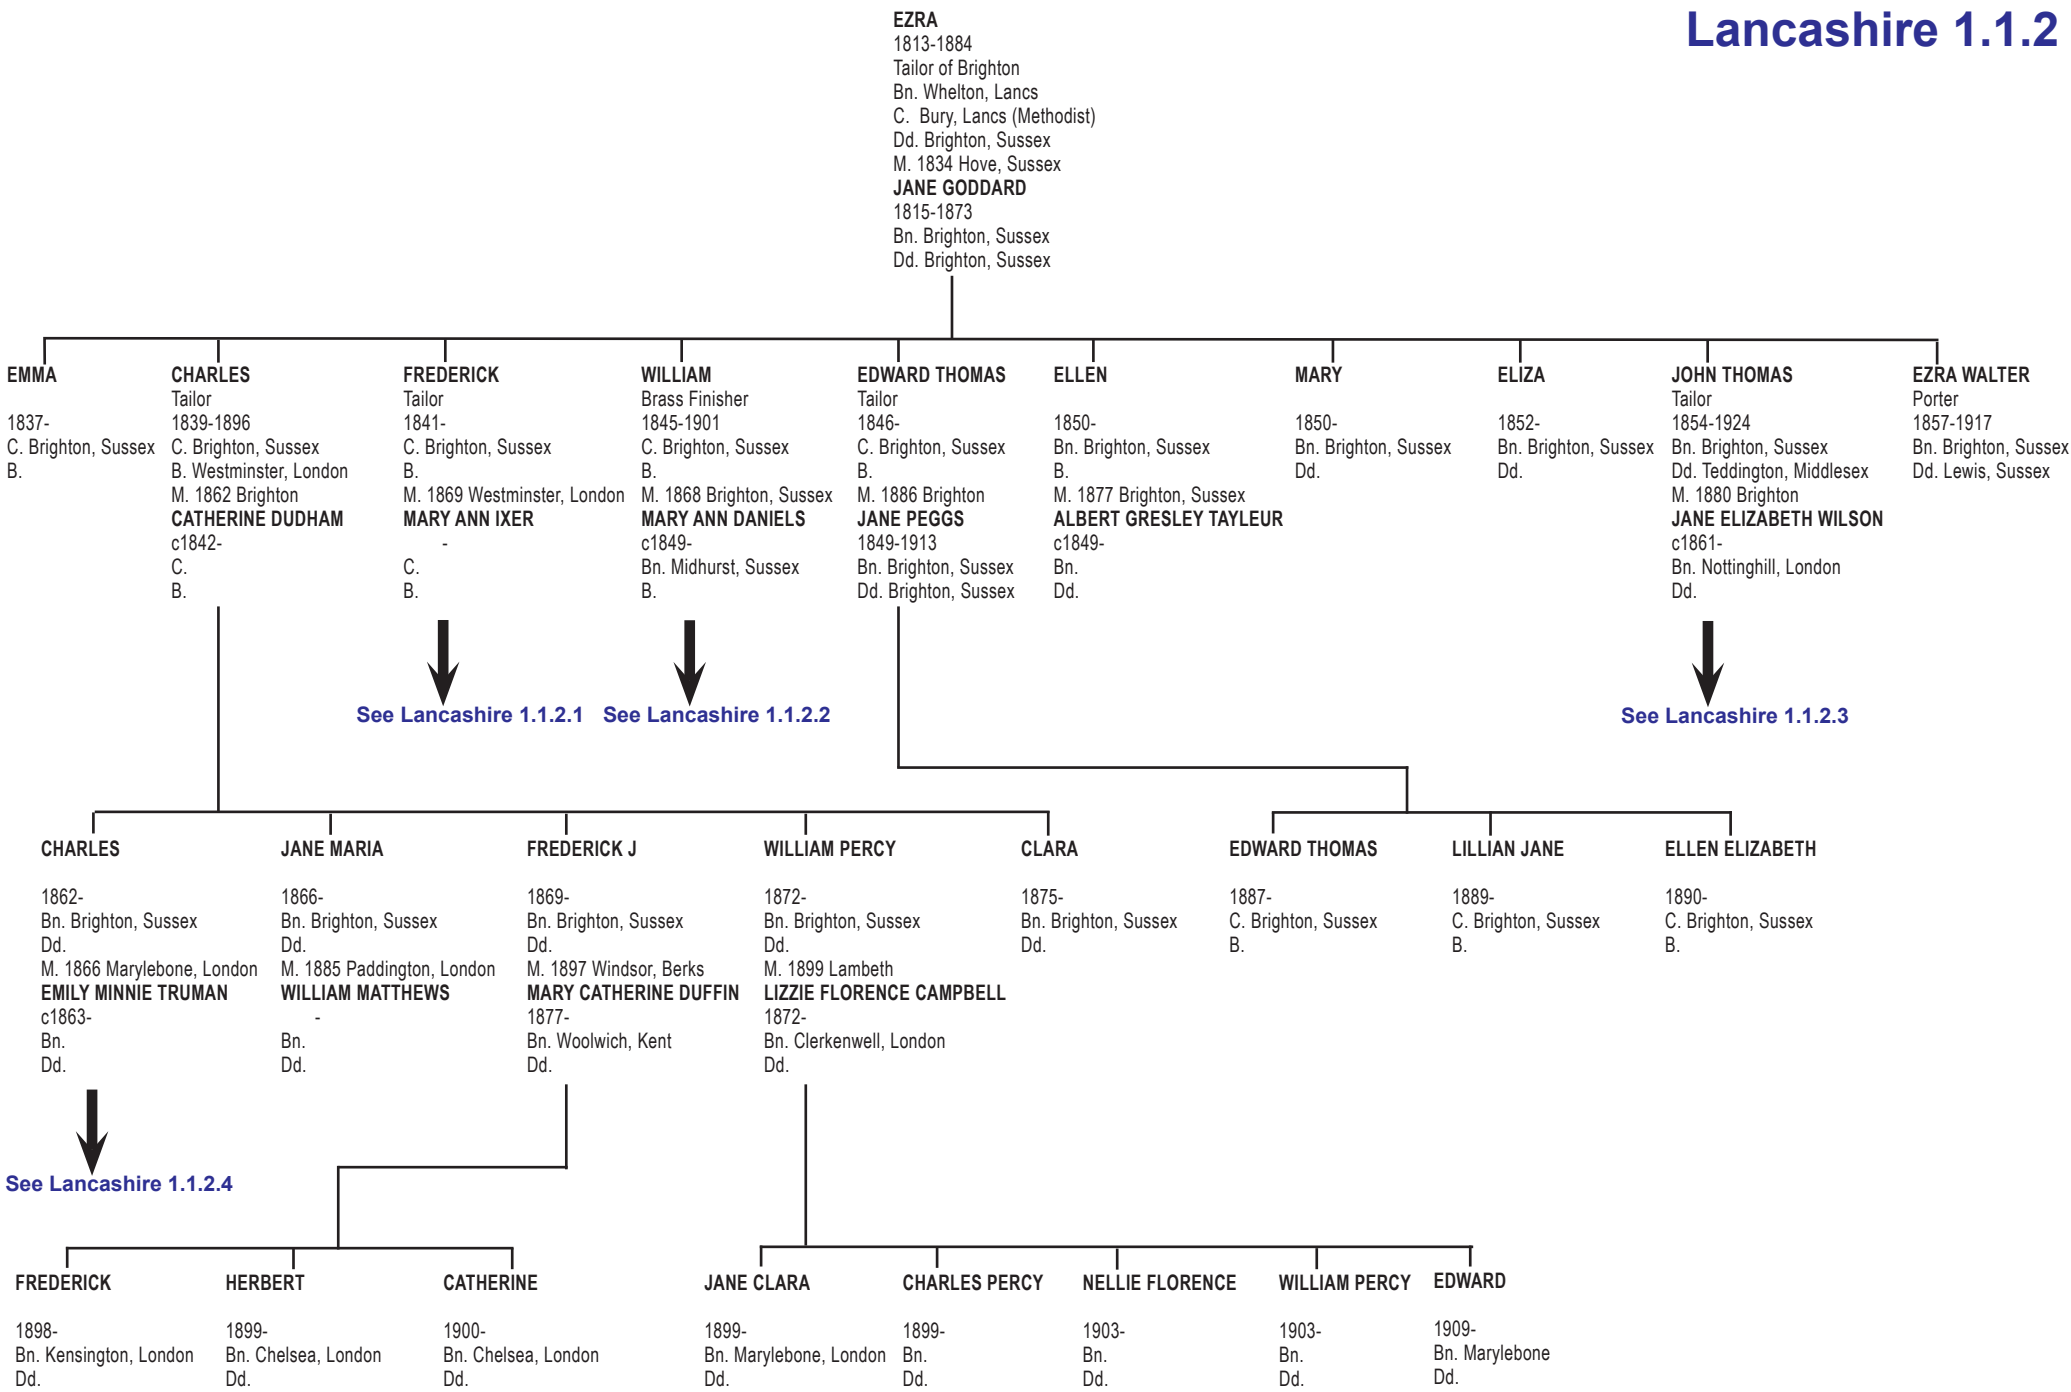 Lancashire 1.1.2
EZRA
1813-1884
Tailor of Brighton
Bn. Whelton, Lancs
C. Bury, Lancs (Methodist)
Dd. Brighton, Sussex
M. 1834 Hove, Sussex
JANE GODDARD
1815-1873
Bn. Brighton, Sussex
Dd. Brighton, Sussex
EMMA
1837-
C. Brighton, Sussex
B.
CHARLES
Tailor
1839-1896
C. Brighton, Sussex
B. Westminster, London
M. 1862 Brighton
CATHERINE DUDHAM
c1842-
C.
B.
FREDERICK
Tailor
1841-
C. Brighton, Sussex
B.
M. 1869 Westminster, London
MARY ANN IXER
-
C.
B.
See Lancashire 1.1.2.1
WILLIAM
Brass Finisher
1845-1901
C. Brighton, Sussex
B.
M. 1868 Brighton, Sussex
MARY ANN DANIELS
c1849-
Bn. Midhurst, Sussex
B.
See Lancashire 1.1.2.2
EDWARD THOMAS
Tailor
1846-
C. Brighton, Sussex
B.
M. 1886 Brighton
JANE PEGGS
1849-1913
Bn. Brighton, Sussex
Dd. Brighton, Sussex
ELLEN
1850-
Bn. Brighton, Sussex
B.
M. 1877 Brighton, Sussex
ALBERT GRESLEY TAYLEUR
c1849-
Bn.
Dd.
MARY
1850-
Bn. Brighton, Sussex
Dd.
ELIZA
1852-
Bn. Brighton, Sussex
Dd.
JOHN THOMAS
Tailor
1854-1924
Bn. Brighton, Sussex
Dd. Teddington, Middlesex
M. 1880 Brighton
JANE ELIZABETH WILSON
c1861-
Bn. Nottinghill, London
Dd.
See Lancashire 1.1.2.3
EZRA WALTER
Porter
1857-1917
Bn. Brighton, Sussex
Dd. Lewis, Sussex
CHARLES
1862-
Bn. Brighton, Sussex
Dd.
M. 1866 Marylebone, London
EMILY MINNIE TRUMAN
c1863-
Bn.
Dd.
See Lancashire 1.1.2.4
JANE MARIA
1866-
Bn. Brighton, Sussex
Dd.
M. 1885 Paddington, London
WILLIAM MATTHEWS
-
Bn.
Dd.
FREDERICK J
1869-
Bn. Brighton, Sussex
Dd.
M. 1897 Windsor, Berks
MARY CATHERINE DUFFIN
1877-
Bn. Woolwich, Kent
Dd.
WILLIAM PERCY
1872-
Bn. Brighton, Sussex
Dd.
M. 1899 Lambeth
LIZZIE FLORENCE CAMPBELL
1872-
Bn. Clerkenwell, London
Dd.
CLARA
1875-
Bn. Brighton, Sussex
Dd.
EDWARD THOMAS
1887-
C. Brighton, Sussex
B.
LILLIAN JANE
1889-
C. Brighton, Sussex
B.
ELLEN ELIZABETH
1890-
C. Brighton, Sussex
B.
FREDERICK
1898-
Bn. Kensington, London
Dd.
HERBERT
1899-
Bn. Chelsea, London
Dd.
CATHERINE
1900-
Bn. Chelsea, London
Dd.
JANE CLARA
1899-
Bn. Marylebone, London
Dd.
CHARLES PERCY
1899-
Bn.
Dd.
NELLIE FLORENCE
1903-
Bn.
Dd.
WILLIAM PERCY
1903-
Bn.
Dd.
EDWARD
1909-
Bn. Marylebone
Dd.